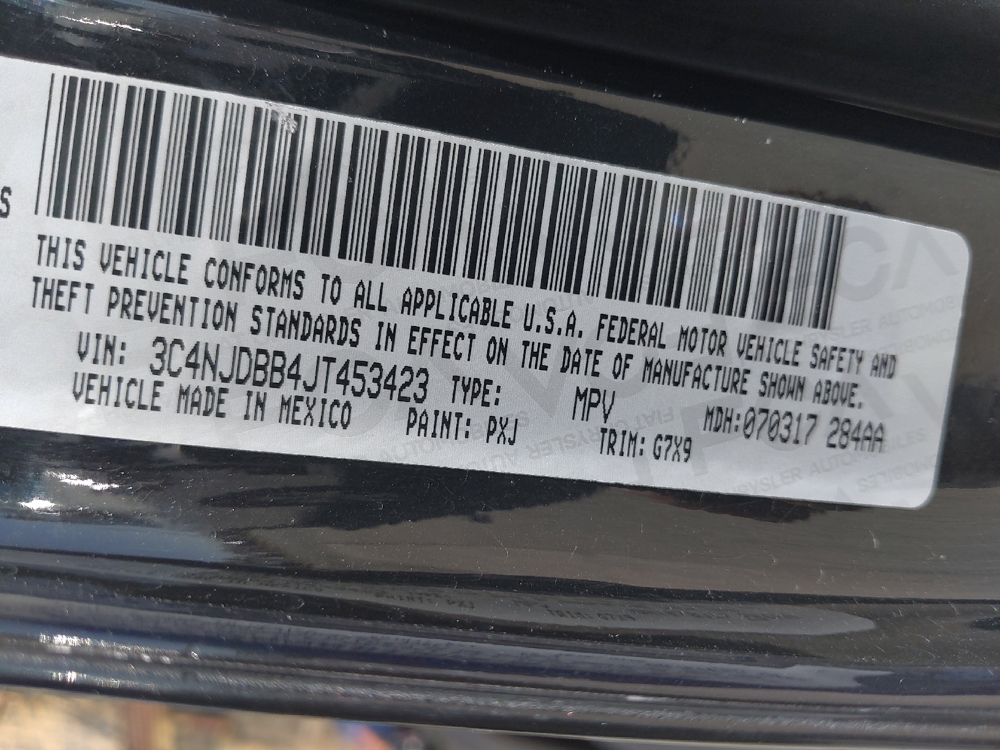 S
THIS VEHICLE CONFORMS TO ALL APPLICABLE U.S.A. FEDERAL MOTOR VEHICLE SAFETY AND
THEFT PREVENTION STANDARDS IN EFFECT ON THE DATE OF MANUFACTURE SHOWN ABOVE.
VIN: 3C4NJDBB4JT453423 TYPE: MPV MDH:070317 284AA
VEHICLE MADE IN MEXICO PAINT: PXJ TRIM: G7X9